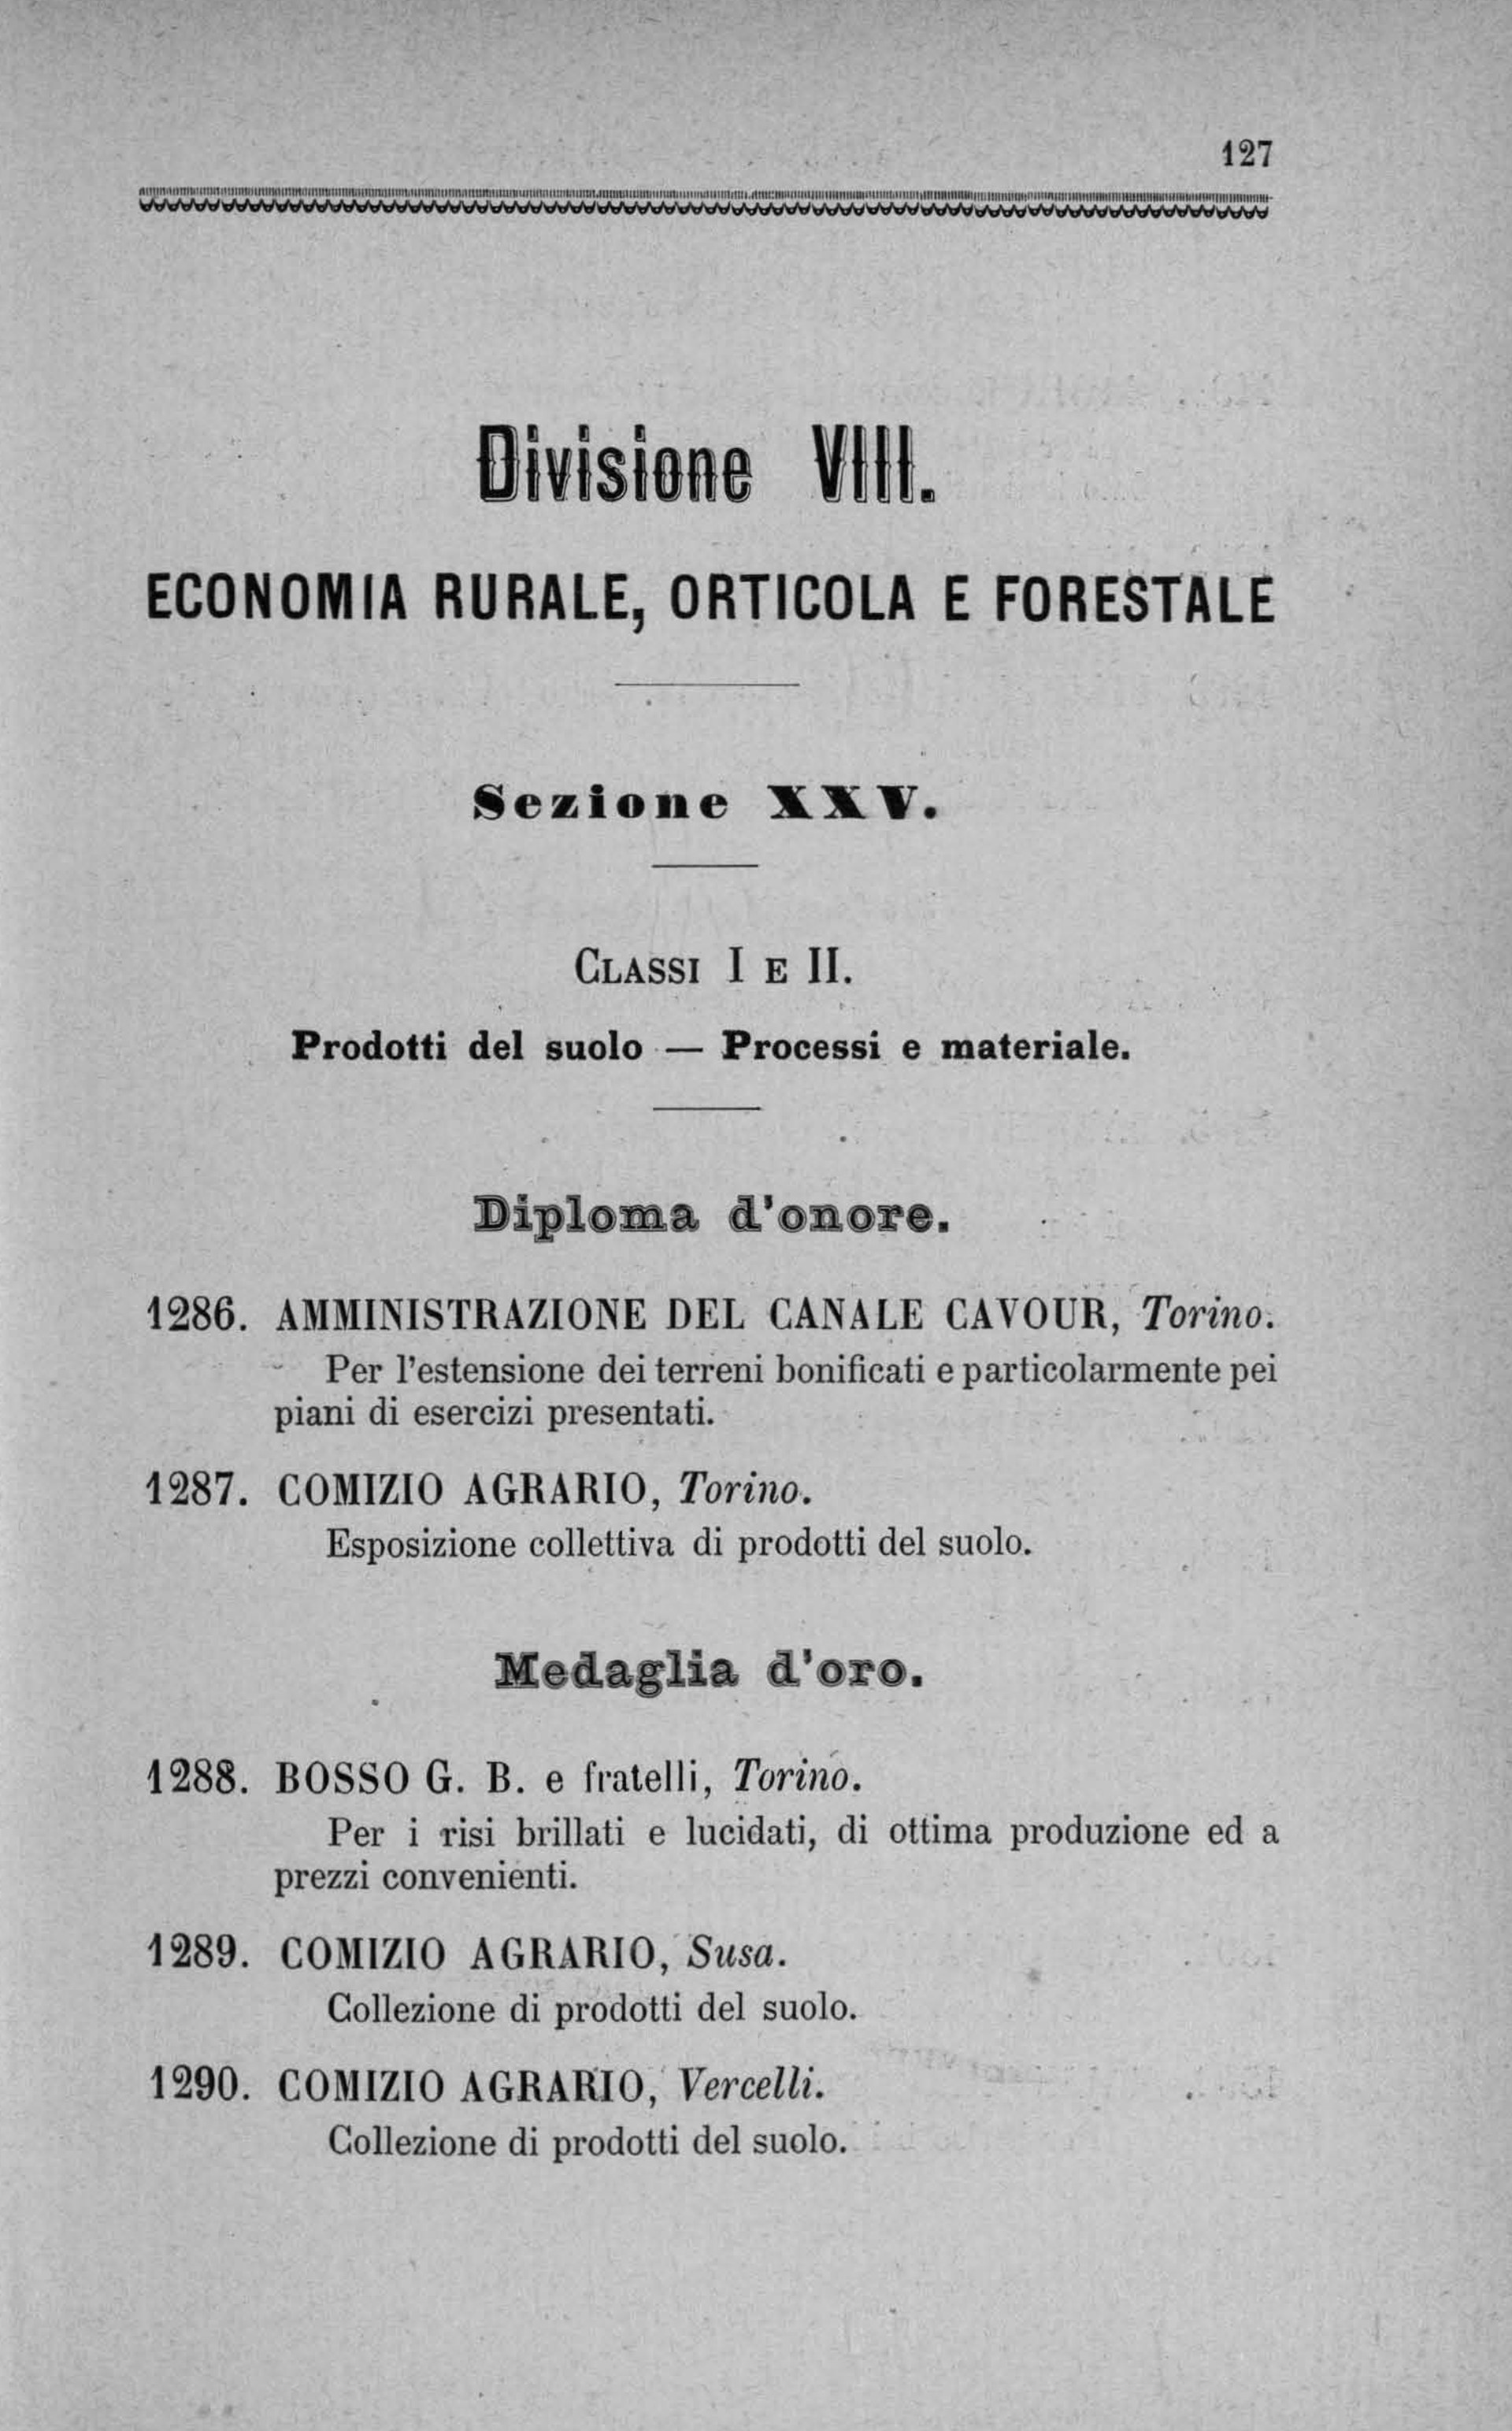 127
Divisione VIII.
ECONOMIA RURALE, ORTICOLA E FORESTALE
Sezione XXV.
CLASSI I E II.
Prodotti del suolo — Processi e materiale.
Diploma d'onore.
1286. AMMINISTRAZIONE DEL CANALE CAVOUR, Torino.
Per l'estensione dei terreni bonificati e particolarmente pei
piani di esercizi presentati.
1287. COMIZIO AGRARIO, Torino.
Esposizione collettiva di prodotti del suolo.
Medaglia d'oro.
1288. BOSSO G. B. e fratelli, Torino.
Per i risi brillati e lucidati, di ottima produzione ed a
prezzi convenienti.
1289. COMIZIO AGRARIO, Susa.
Collezione di prodotti del suolo.
1290. COMIZIO AGRARIO, Vercelli.
Collezione di prodotti del suolo.